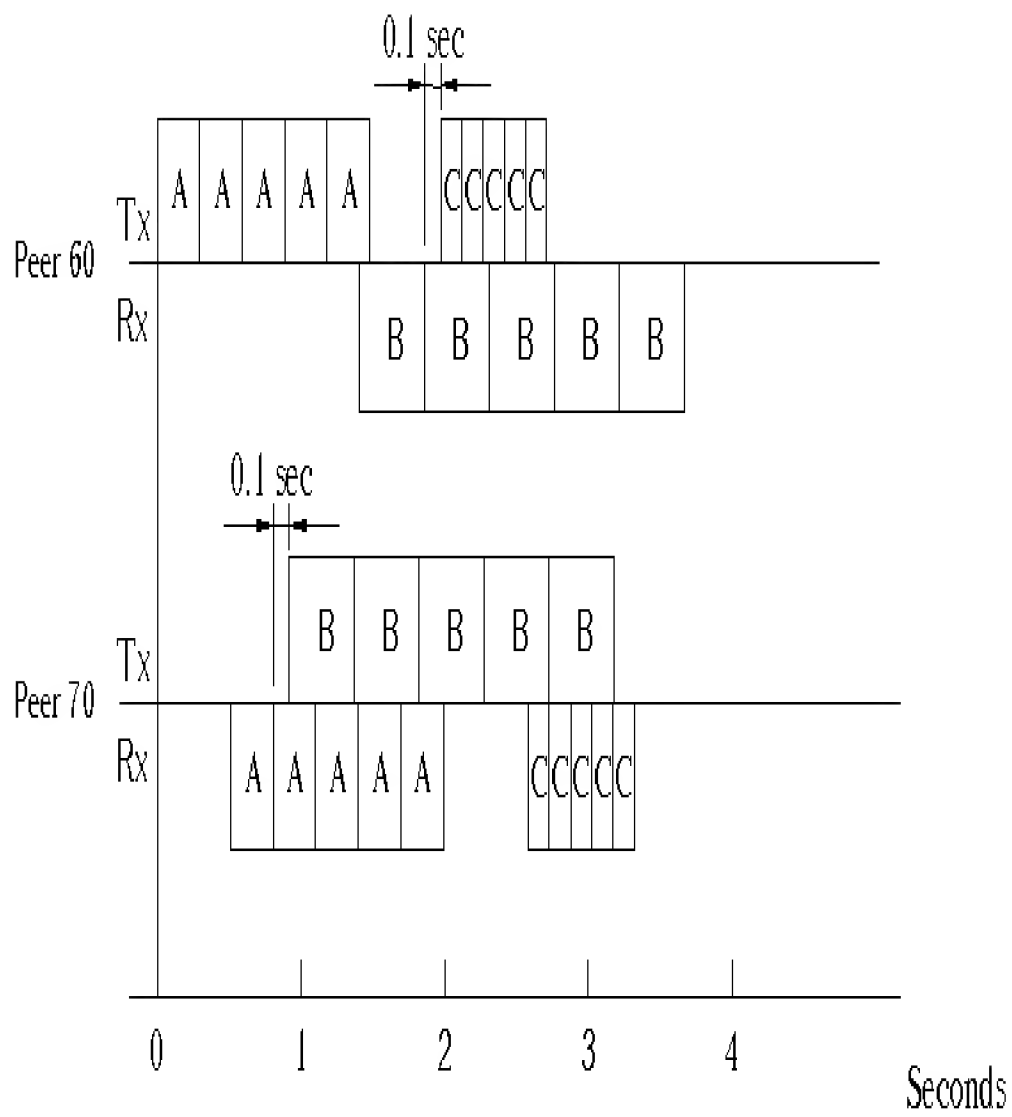 0.1 sec
A A A A A
C C C C C
Tx
Peer 60
Rx
B B B B B
0.1 sec
B B B B B
Tx
Peer 70
Rx
A A A A A
C C C C C
0 1 2 3 4
Seconds